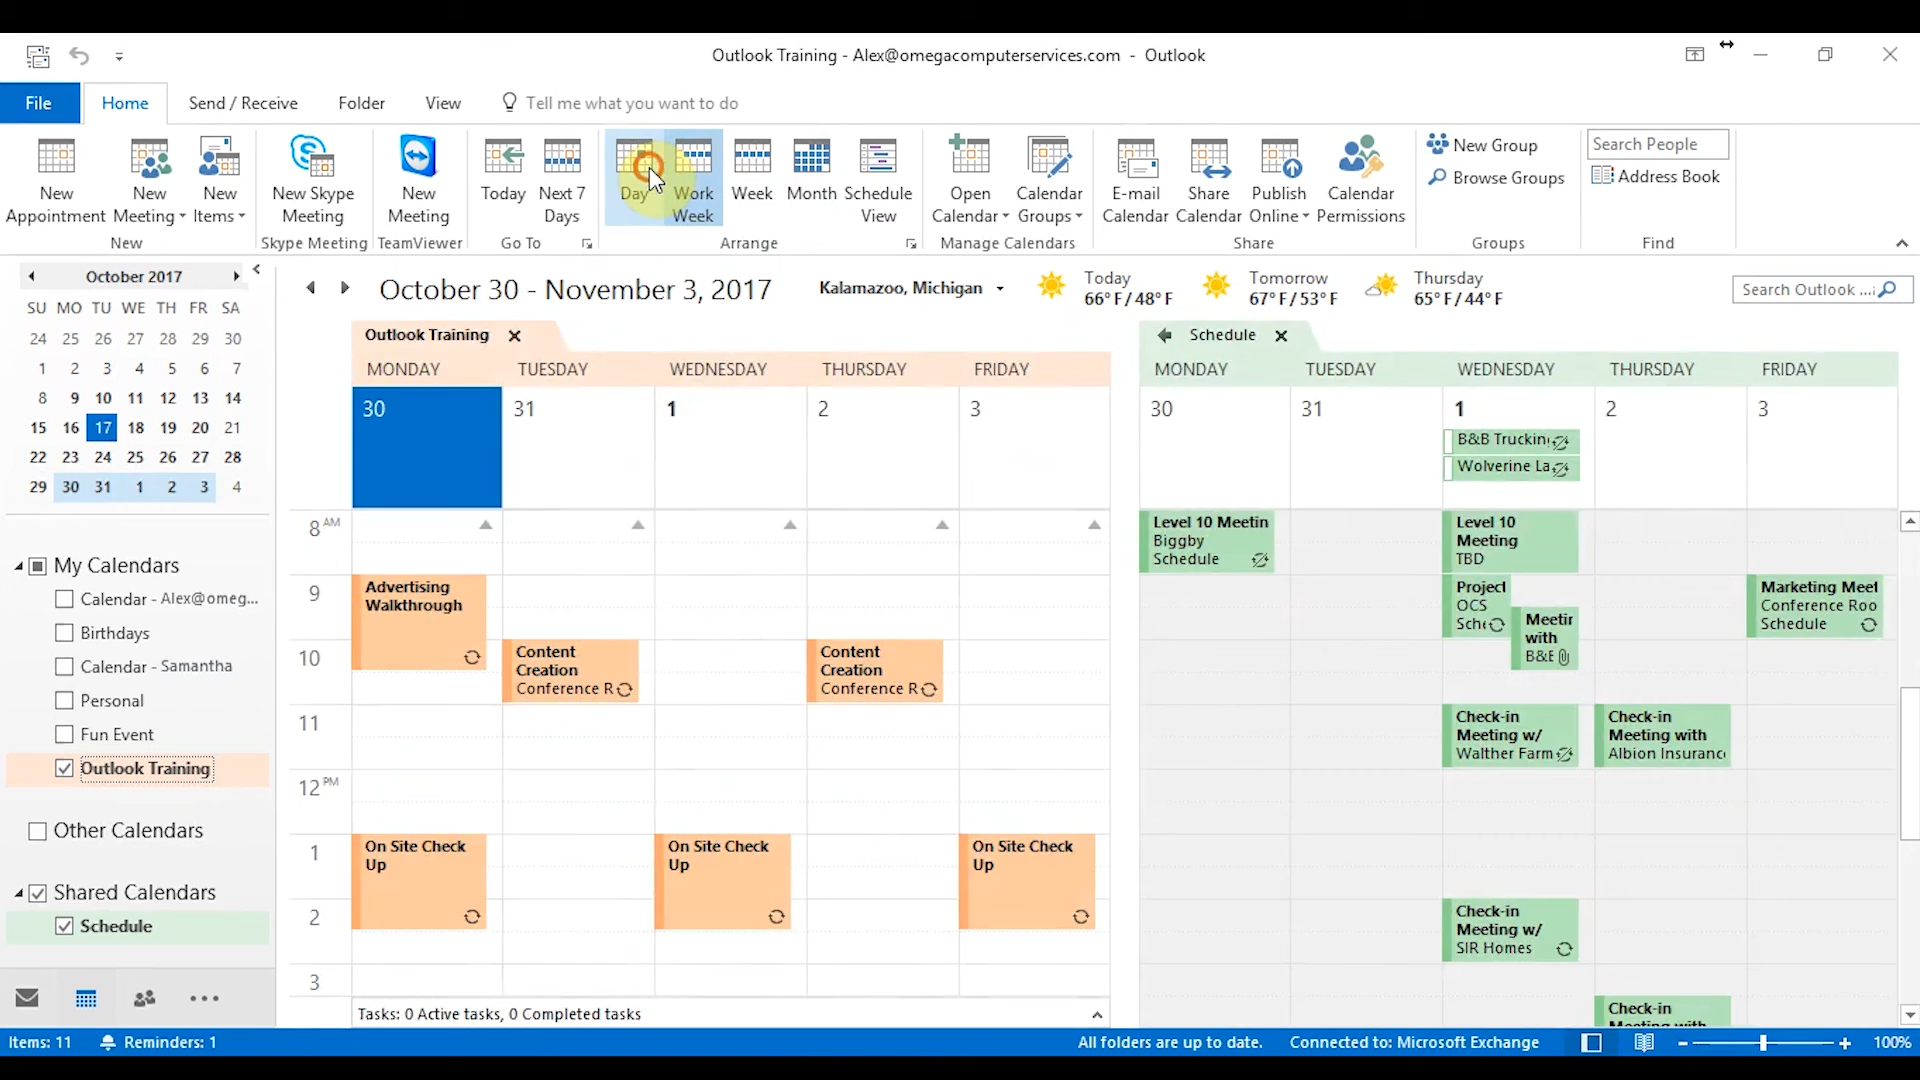 Outlook Training - Alex@omegacomputerservices.com - Outlook
File Home Send / Receive Folder View Tell me what you want to do
New Appointment
New Meeting
New Items
New
New Skype Meeting
Skype Meeting
New Meeting
TeamViewer
Today
Next 7 Days
Go To
Day
Work Week
Week
Month
Schedule View
Arrange
Open Calendar
Calendar Groups
Manage Calendars
E-mail Calendar
Share Calendar
Publish Online
Calendar Permissions
Share
New Group
Browse Groups
Groups
Search People
Address Book
Find
October 2017
SU MO TU WE TH FR SA
24 25 26 27 28 29 30
1 2 3 4 5 6 7
8 9 10 11 12 13 14
15 16 17 18 19 20 21
22 23 24 25 26 27 28
29 30 31 1 2 3 4
My Calendars
Calendar - Alex@omeg...
Birthdays
Calendar - Samantha
Personal
Fun Event
Outlook Training
Other Calendars
Shared Calendars
Schedule
October 30 - November 3, 2017
Kalamazoo, Michigan
Today
66° F / 48° F
Tomorrow
67° F / 53° F
Thursday
65° F / 44° F
Search Outlook ...
Outlook Training
MONDAY TUESDAY WEDNESDAY THURSDAY FRIDAY
30 31 1 2 3
8 AM
9
10
11
12 PM
1
2
3
Advertising
Walkthrough
Content
Creation
Conference R
Content
Creation
Conference R
On Site Check
Up
On Site Check
Up
On Site Check
Up
Tasks: 0 Active tasks, 0 Completed tasks
Schedule
MONDAY TUESDAY WEDNESDAY THURSDAY FRIDAY
30 31 1 2 3
B&B Truckin
Wolverine La
Level 10 Meetin
Biggby
Schedule
Level 10
Meeting
TBD
Project
OCS
Sch
Meetin
with
B&B
Marketing Meet
Conference Roo
Schedule
Check-in
Meeting w/
Walther Farm
Check-in
Meeting with
Albion Insuranc
Check-in
Meeting w/
SIR Homes
Check-in
Meeting with
Items: 11 Reminders: 1 All folders are up to date. Connected to: Microsoft Exchange 100%